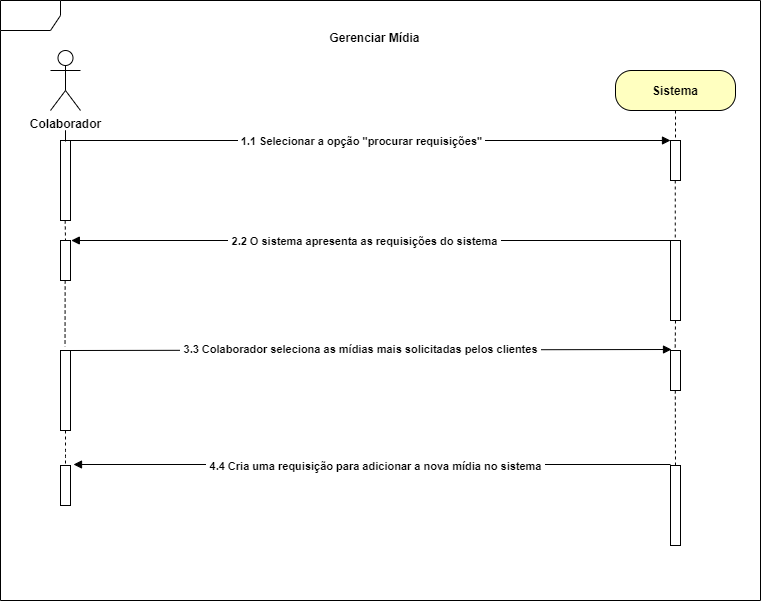 Gerenciar Mídia
Colaborador
Sistema
1.1 Selecionar a opção "procurar requisições"
2.2 O sistema apresenta as requisições do sistema
3.3 Colaborador seleciona as mídias mais solicitadas pelos clientes
4.4 Cria uma requisição para adicionar a nova mídia no sistema